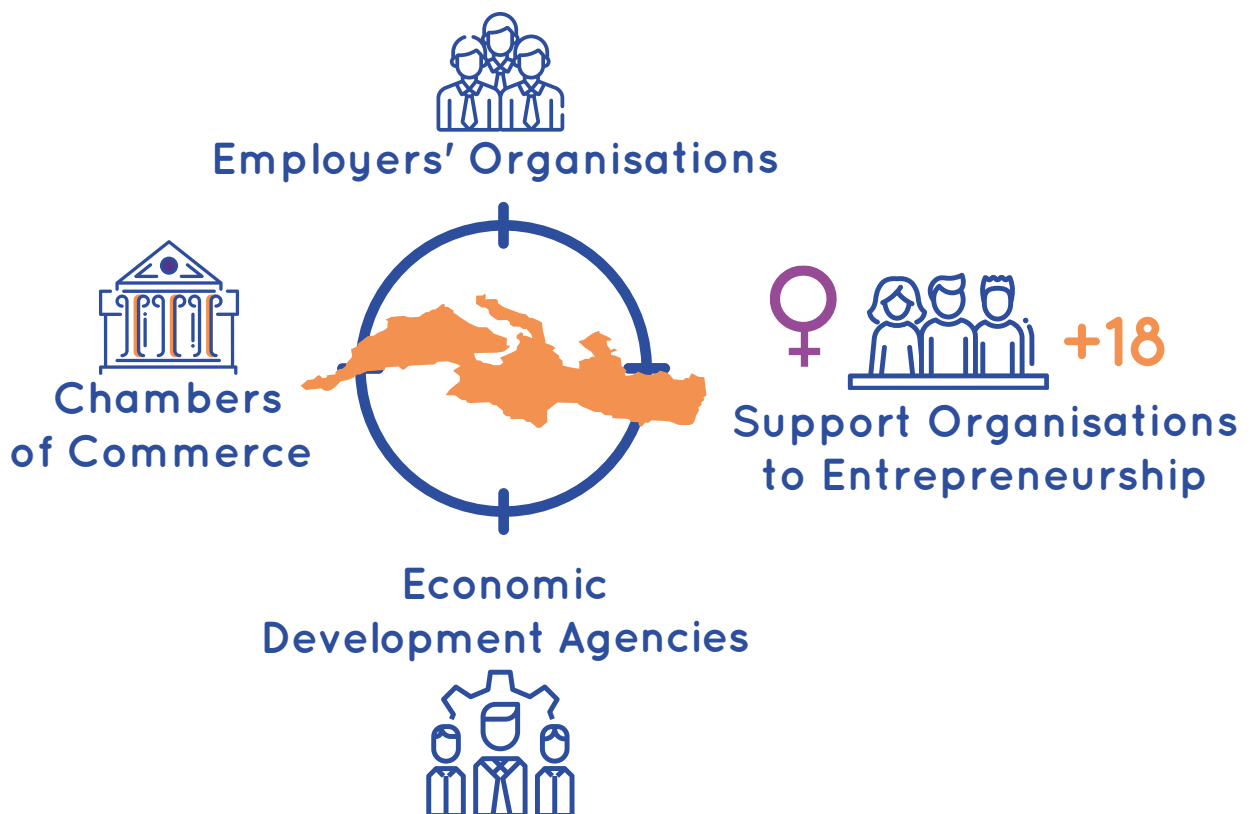 Employers' Organisations
Chambers
of Commerce
+18
Support Organisations
to Entrepreneurship
Economic
Development Agencies